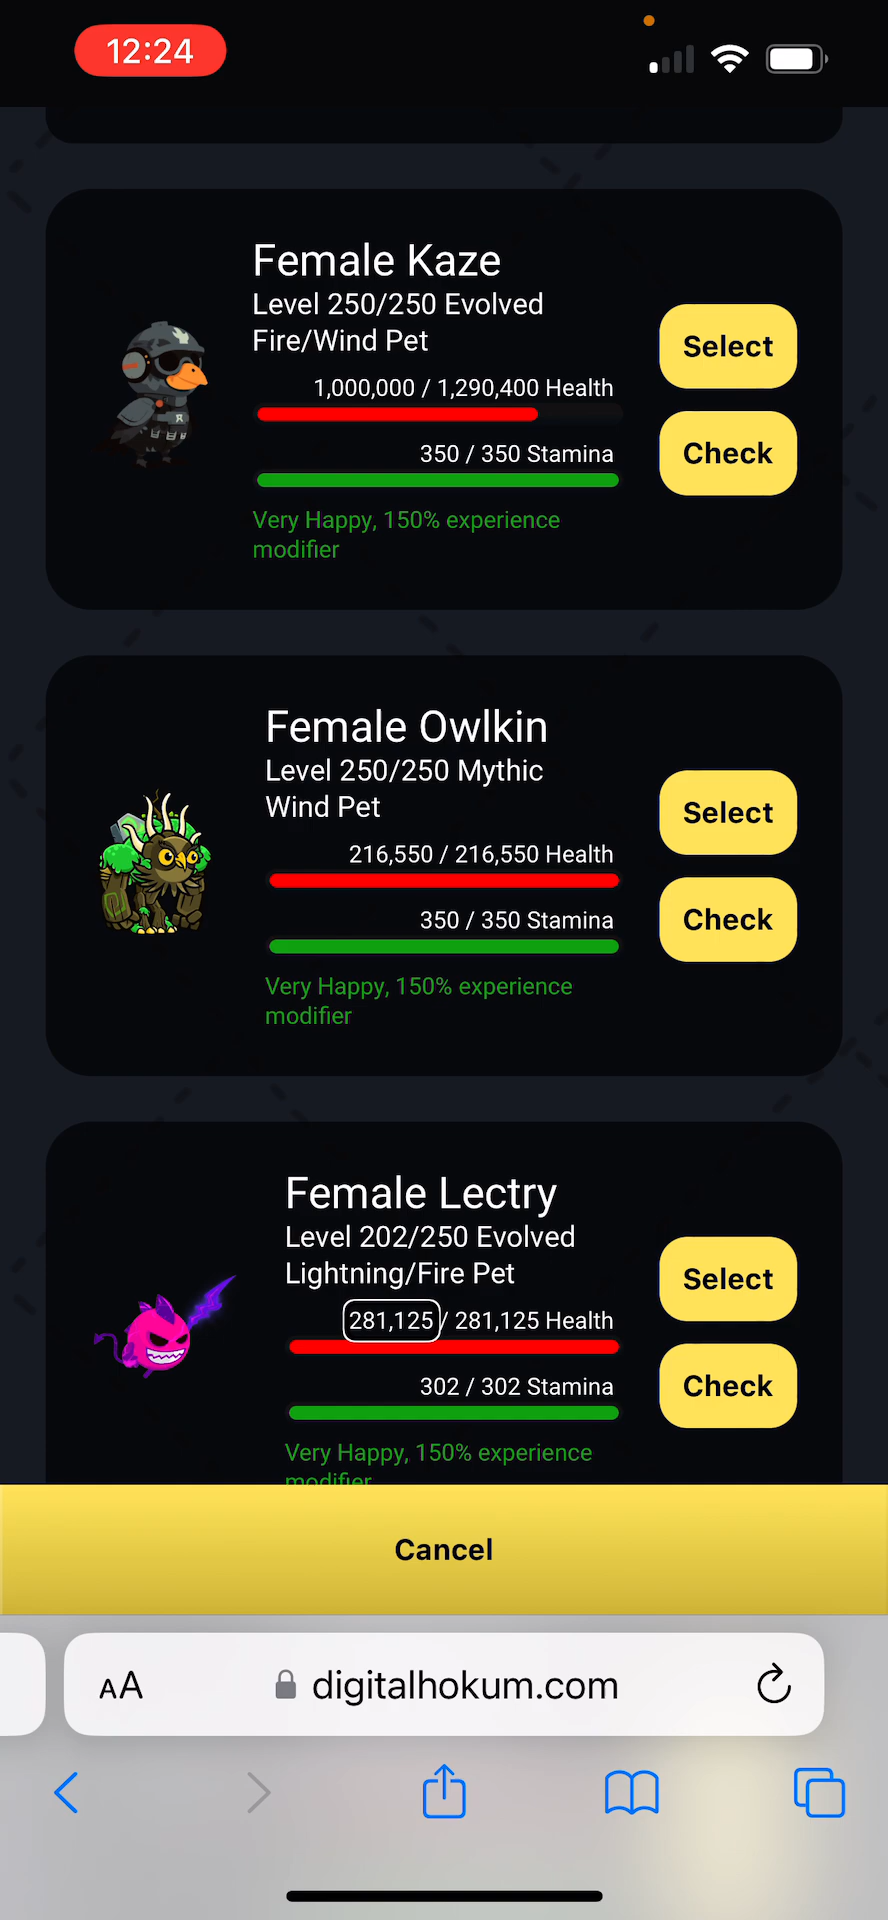 12:24
Female Kaze
Level 250/250 Evolved
Fire/Wind Pet
1,000,000 / 1,290,400 Health
350 / 350 Stamina
Very Happy, 150% experience
modifier
Select
Check
Female Owlkin
Level 250/250 Mythic
Wind Pet
216,550 / 216,550 Health
350 / 350 Stamina
Very Happy, 150% experience
modifier
Select
Check
Female Lectry
Level 202/250 Evolved
Lightning/Fire Pet
281,125 / 281,125 Health
302 / 302 Stamina
Very Happy, 150% experience
modifier
Select
Check
Cancel
AA
digitalhokum.com